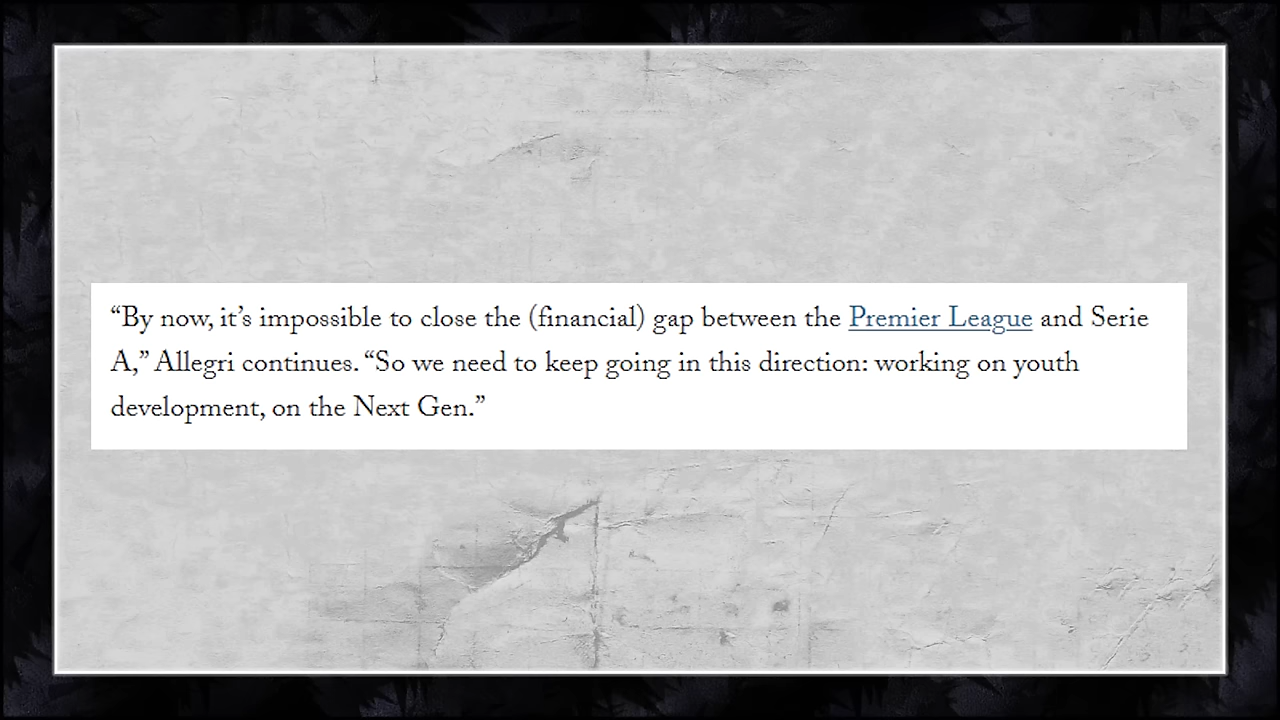 “By now, it’s impossible to close the (financial) gap between the Premier League and Serie
A,” Allegri continues. “So we need to keep going in this direction: working on youth
development, on the Next Gen.”